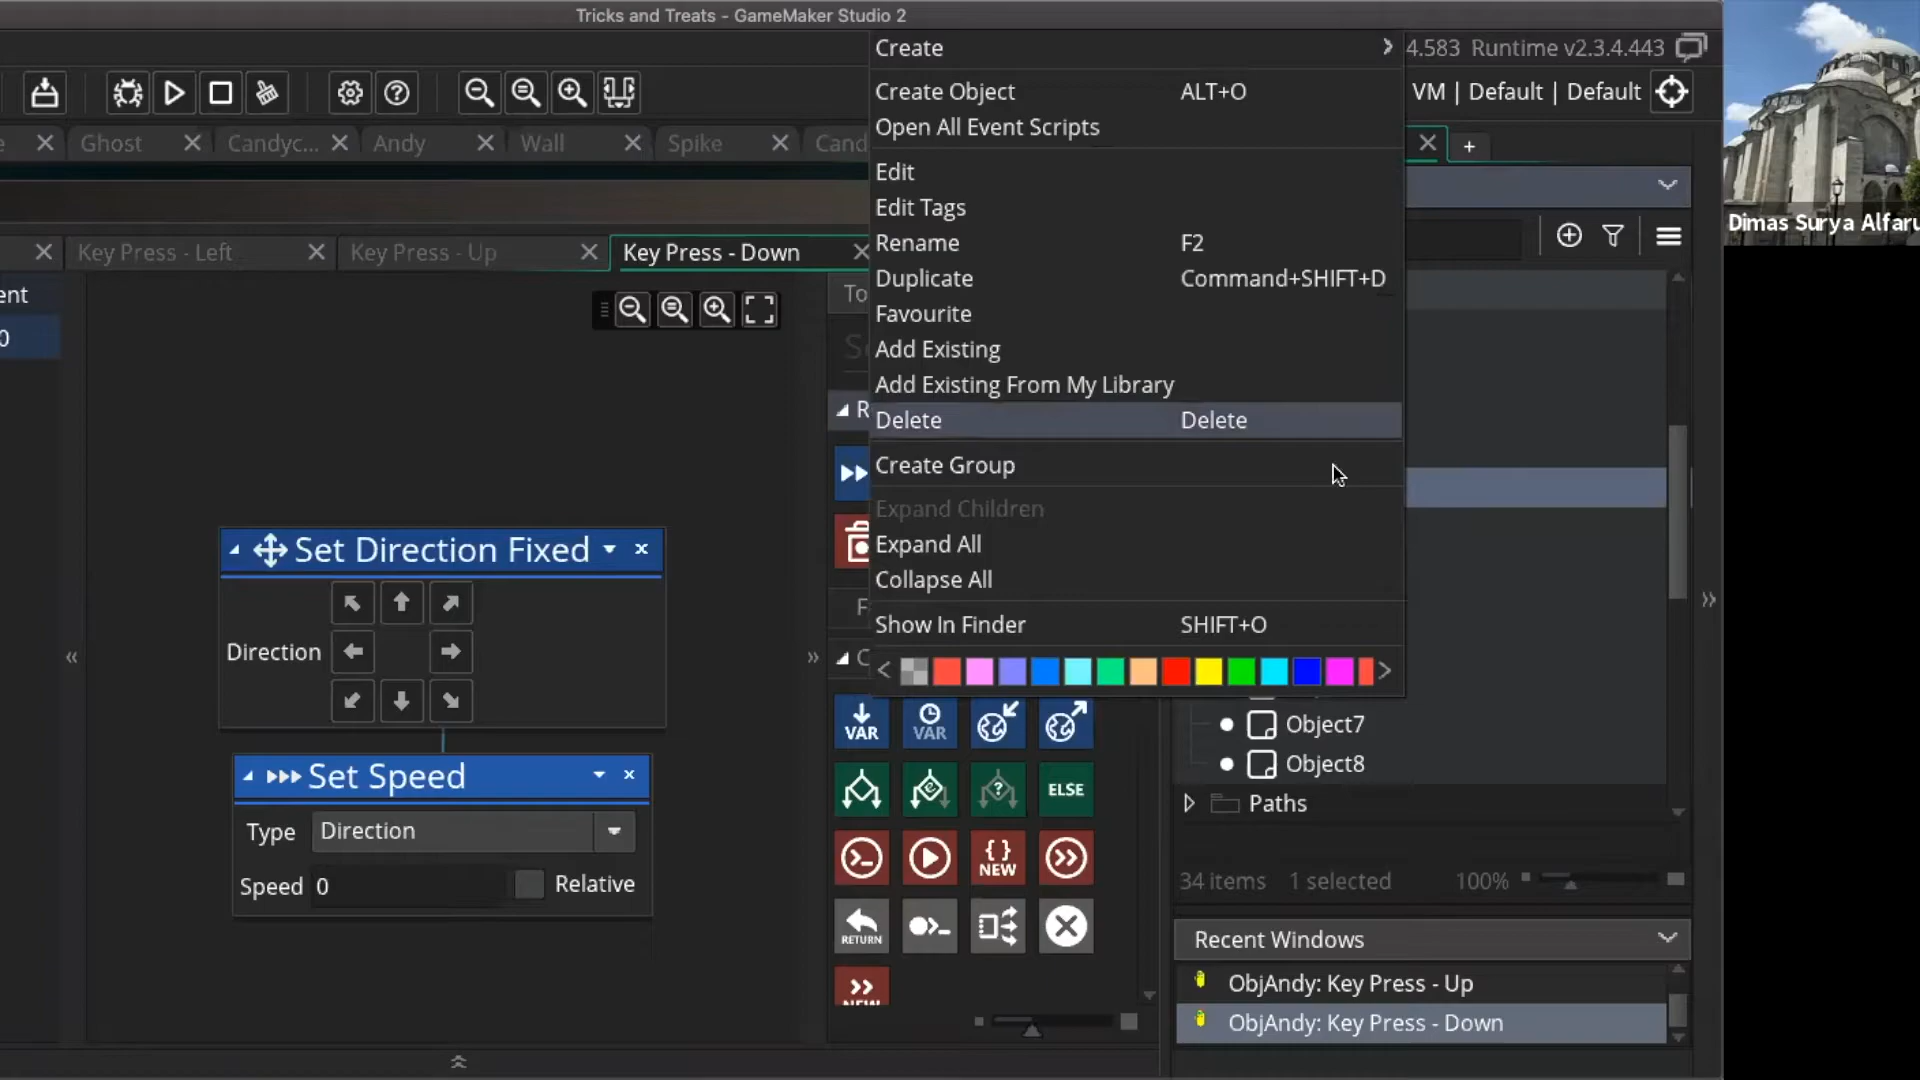 Tricks and Treats - GameMaker Studio 2
4.583 Runtime v2.3.4.443
VM | Default | Default
Ghost
Candyc...
Andy
Wall
Spike
Cand
Key Press - Left
Key Press - Up
Key Press - Down
Create
Create Object ALT+O
Open All Event Scripts
Edit
Edit Tags
Rename F2
Duplicate Command+SHIFT+D
Favourite
Add Existing
Add Existing From My Library
Delete Delete
Create Group
Expand Children
Expand All
Collapse All
Show In Finder SHIFT+O
ent
0
To
Set Direction Fixed
Direction
Set Speed
Type Direction
Speed 0 Relative
VAR
VAR
ELSE
NEW
RETURN
NEW
Object7
Object8
Paths
34 items 1 selected 100%
Recent Windows
ObjAndy: Key Press - Up
ObjAndy: Key Press - Down
Dimas Surya Alfaru